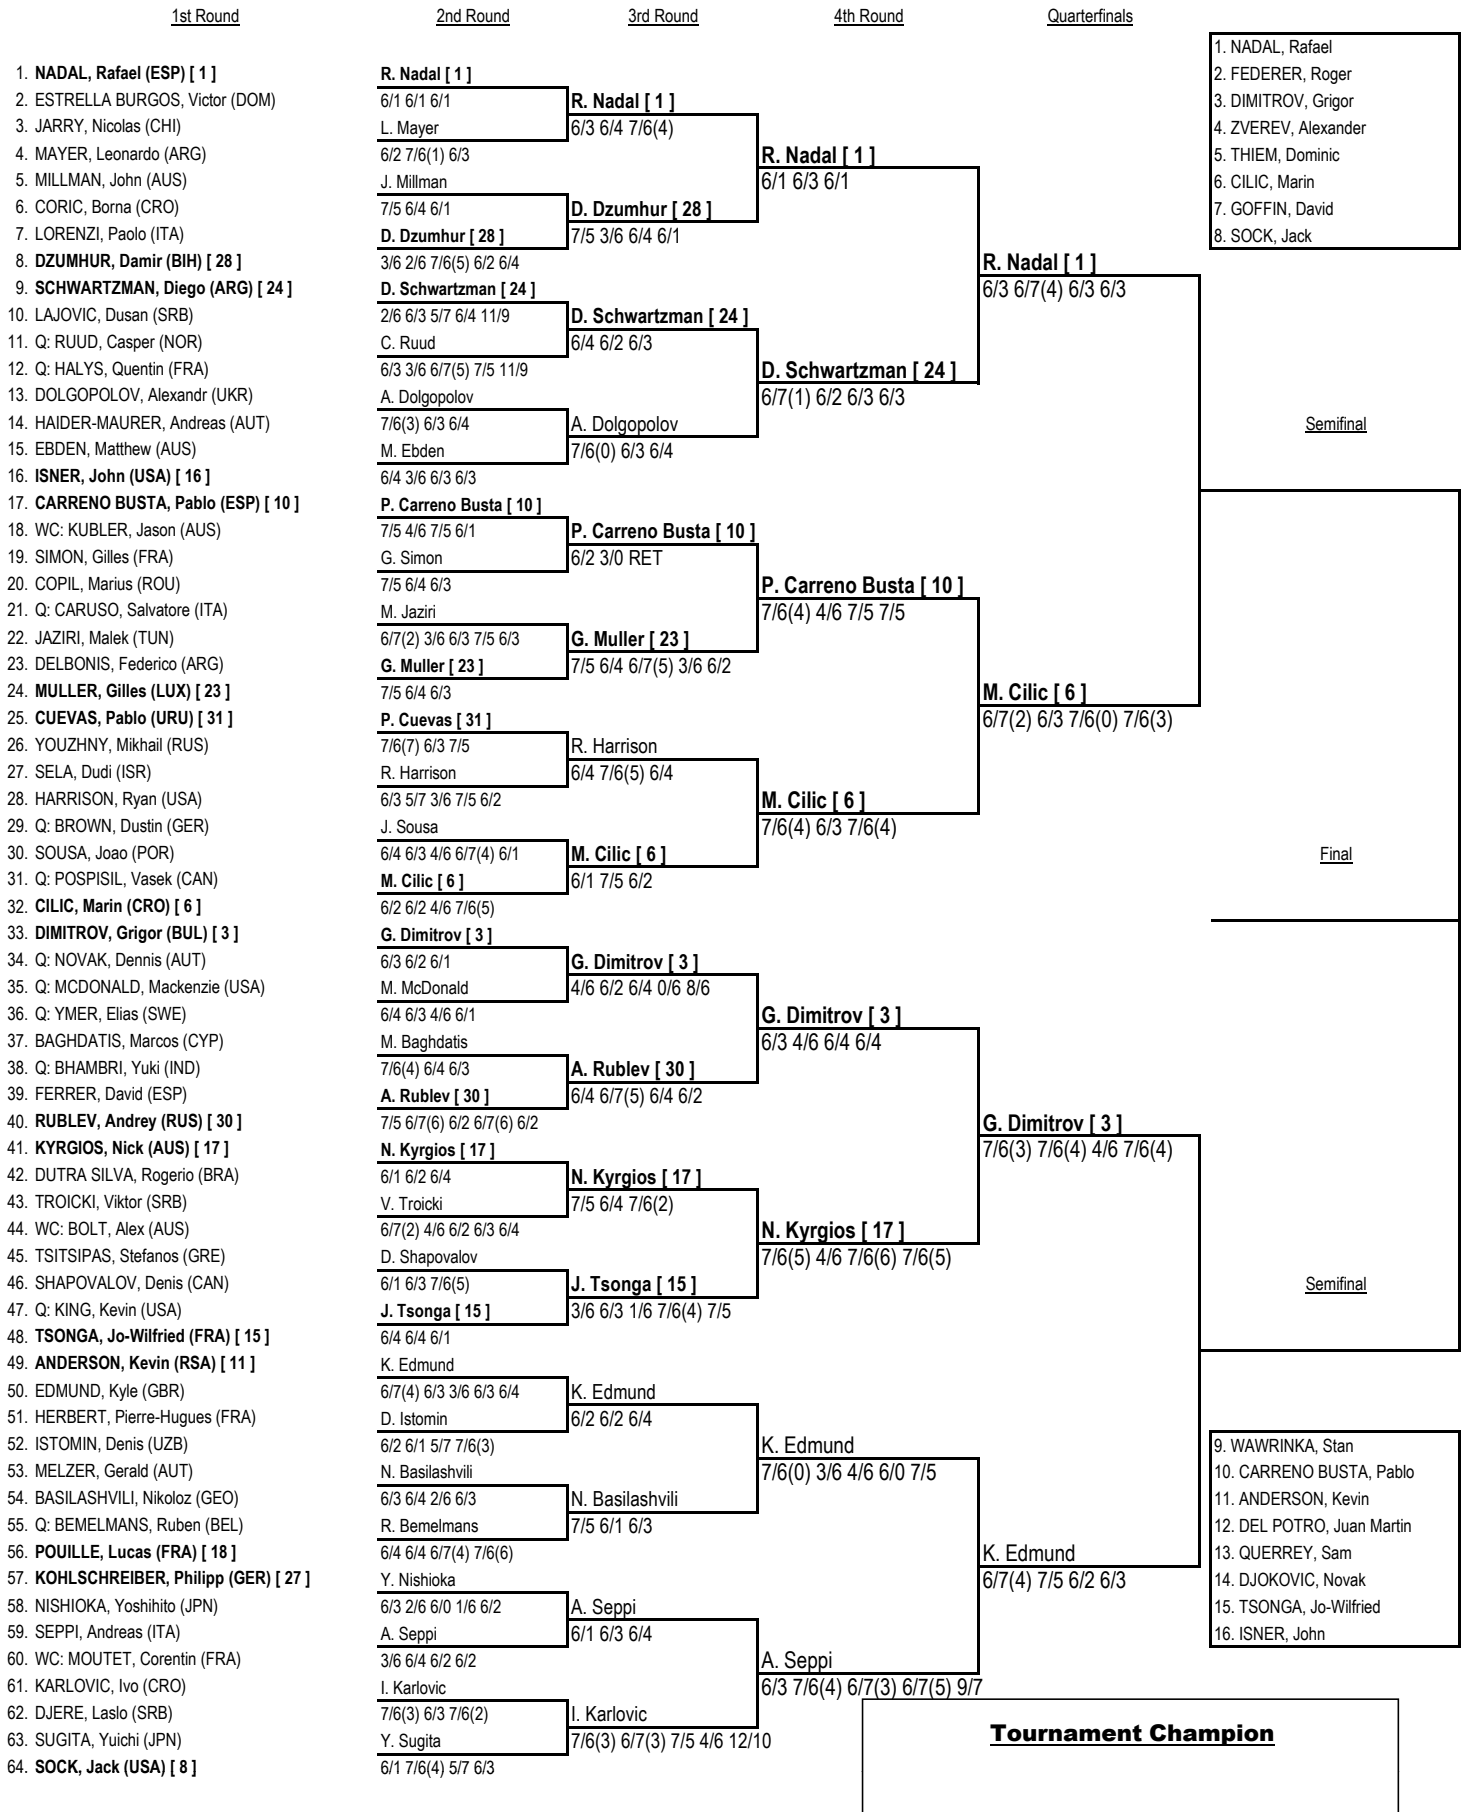 1st Round
2nd Round
3rd Round
4th Round
Quarterfinals
1. NADAL, Rafael (ESP) [ 1 ]
2. ESTRELLA BURGOS, Victor (DOM)
3. JARRY, Nicolas (CHI)
4. MAYER, Leonardo (ARG)
5. MILLMAN, John (AUS)
6. CORIC, Borna (CRO)
7. LORENZI, Paolo (ITA)
8. DZUMHUR, Damir (BIH) [ 28 ]
9. SCHWARTZMAN, Diego (ARG) [ 24 ]
10. LAJOVIC, Dusan (SRB)
11. Q: RUUD, Casper (NOR)
12. Q: HALYS, Quentin (FRA)
13. DOLGOPOLOV, Alexandr (UKR)
14. HAIDER-MAURER, Andreas (AUT)
15. EBDEN, Matthew (AUS)
16. ISNER, John (USA) [ 16 ]
17. CARRENO BUSTA, Pablo (ESP) [ 10 ]
18. WC: KUBLER, Jason (AUS)
19. SIMON, Gilles (FRA)
20. COPIL, Marius (ROU)
21. Q: CARUSO, Salvatore (ITA)
22. JAZIRI, Malek (TUN)
23. DELBONIS, Federico (ARG)
24. MULLER, Gilles (LUX) [ 23 ]
25. CUEVAS, Pablo (URU) [ 31 ]
26. YOUZHNY, Mikhail (RUS)
27. SELA, Dudi (ISR)
28. HARRISON, Ryan (USA)
29. Q: BROWN, Dustin (GER)
30. SOUSA, Joao (POR)
31. Q: POSPISIL, Vasek (CAN)
32. CILIC, Marin (CRO) [ 6 ]
33. DIMITROV, Grigor (BUL) [ 3 ]
34. Q: NOVAK, Dennis (AUT)
35. Q: MCDONALD, Mackenzie (USA)
36. Q: YMER, Elias (SWE)
37. BAGHDATIS, Marcos (CYP)
38. Q: BHAMBRI, Yuki (IND)
39. FERRER, David (ESP)
40. RUBLEV, Andrey (RUS) [ 30 ]
41. KYRGIOS, Nick (AUS) [ 17 ]
42. DUTRA SILVA, Rogerio (BRA)
43. TROICKI, Viktor (SRB)
44. WC: BOLT, Alex (AUS)
45. TSITSIPAS, Stefanos (GRE)
46. SHAPOVALOV, Denis (CAN)
47. Q: KING, Kevin (USA)
48. TSONGA, Jo-Wilfried (FRA) [ 15 ]
49. ANDERSON, Kevin (RSA) [ 11 ]
50. EDMUND, Kyle (GBR)
51. HERBERT, Pierre-Hugues (FRA)
52. ISTOMIN, Denis (UZB)
53. MELZER, Gerald (AUT)
54. BASILASHVILI, Nikoloz (GEO)
55. Q: BEMELMANS, Ruben (BEL)
56. POUILLE, Lucas (FRA) [ 18 ]
57. KOHLSCHREIBER, Philipp (GER) [ 27 ]
58. NISHIOKA, Yoshihito (JPN)
59. SEPPI, Andreas (ITA)
60. WC: MOUTET, Corentin (FRA)
61. KARLOVIC, Ivo (CRO)
62. DJERE, Laslo (SRB)
63. SUGITA, Yuichi (JPN)
64. SOCK, Jack (USA) [ 8 ]
R. Nadal [ 1 ]
6/1 6/1 6/1
L. Mayer
6/2 7/6(1) 6/3
J. Millman
7/5 6/4 6/1
D. Dzumhur [ 28 ]
3/6 2/6 7/6(5) 6/2 6/4
D. Schwartzman [ 24 ]
2/6 6/3 5/7 6/4 11/9
C. Ruud
6/3 3/6 6/7(5) 7/5 11/9
A. Dolgopolov
7/6(3) 6/3 6/4
M. Ebden
6/4 3/6 6/3 6/3
P. Carreno Busta [ 10 ]
7/5 4/6 7/5 6/1
G. Simon
7/5 6/4 6/3
M. Jaziri
6/7(2) 3/6 6/3 7/5 6/3
G. Muller [ 23 ]
7/5 6/4 6/3
P. Cuevas [ 31 ]
7/6(7) 6/3 7/5
R. Harrison
6/3 5/7 3/6 7/5 6/2
J. Sousa
6/4 6/3 4/6 6/7(4) 6/1
M. Cilic [ 6 ]
6/2 6/2 4/6 7/6(5)
G. Dimitrov [ 3 ]
6/3 6/2 6/1
M. McDonald
6/4 6/3 4/6 6/1
M. Baghdatis
7/6(4) 6/4 6/3
A. Rublev [ 30 ]
7/5 6/7(6) 6/2 6/7(6) 6/2
N. Kyrgios [ 17 ]
6/1 6/2 6/4
V. Troicki
6/7(2) 4/6 6/2 6/3 6/4
D. Shapovalov
6/1 6/3 7/6(5)
J. Tsonga [ 15 ]
6/4 6/4 6/1
K. Edmund
6/7(4) 6/3 3/6 6/3 6/4
D. Istomin
6/2 6/1 5/7 7/6(3)
N. Basilashvili
6/3 6/4 2/6 6/3
R. Bemelmans
6/4 6/4 6/7(4) 7/6(6)
Y. Nishioka
6/3 2/6 6/0 1/6 6/2
A. Seppi
3/6 6/4 6/2 6/2
I. Karlovic
7/6(3) 6/3 7/6(2)
Y. Sugita
6/1 7/6(4) 5/7 6/3
R. Nadal [ 1 ]
6/3 6/4 7/6(4)
D. Dzumhur [ 28 ]
7/5 3/6 6/4 6/1
D. Schwartzman [ 24 ]
6/4 6/2 6/3
A. Dolgopolov
7/6(0) 6/3 6/4
P. Carreno Busta [ 10 ]
6/2 3/0 RET
G. Muller [ 23 ]
7/5 6/4 6/7(5) 3/6 6/2
R. Harrison
6/4 7/6(5) 6/4
M. Cilic [ 6 ]
6/1 7/5 6/2
G. Dimitrov [ 3 ]
4/6 6/2 6/4 0/6 8/6
A. Rublev [ 30 ]
6/4 6/7(5) 6/4 6/2
N. Kyrgios [ 17 ]
7/5 6/4 7/6(2)
J. Tsonga [ 15 ]
3/6 6/3 1/6 7/6(4) 7/5
K. Edmund
6/2 6/2 6/4
N. Basilashvili
7/5 6/1 6/3
A. Seppi
6/1 6/3 6/4
I. Karlovic
7/6(3) 6/7(3) 7/5 4/6 12/10
R. Nadal [ 1 ]
6/1 6/3 6/1
D. Schwartzman [ 24 ]
6/7(1) 6/2 6/3 6/3
P. Carreno Busta [ 10 ]
7/6(4) 4/6 7/5 7/5
M. Cilic [ 6 ]
7/6(4) 6/3 7/6(4)
G. Dimitrov [ 3 ]
6/3 4/6 6/4 6/4
N. Kyrgios [ 17 ]
7/6(5) 4/6 7/6(6) 7/6(5)
K. Edmund
7/6(0) 3/6 4/6 6/0 7/5
A. Seppi
6/3 7/6(4) 6/7(3) 6/7(5) 9/7
R. Nadal [ 1 ]
6/3 6/7(4) 6/3 6/3
M. Cilic [ 6 ]
6/7(2) 6/3 7/6(0) 7/6(3)
G. Dimitrov [ 3 ]
7/6(3) 7/6(4) 4/6 7/6(4)
K. Edmund
6/7(4) 7/5 6/2 6/3
1. NADAL, Rafael
2. FEDERER, Roger
3. DIMITROV, Grigor
4. ZVEREV, Alexander
5. THIEM, Dominic
6. CILIC, Marin
7. GOFFIN, David
8. SOCK, Jack
Semifinal
Final
Semifinal
9. WAWRINKA, Stan
10. CARRENO BUSTA, Pablo
11. ANDERSON, Kevin
12. DEL POTRO, Juan Martin
13. QUERREY, Sam
14. DJOKOVIC, Novak
15. TSONGA, Jo-Wilfried
16. ISNER, John
Tournament Champion